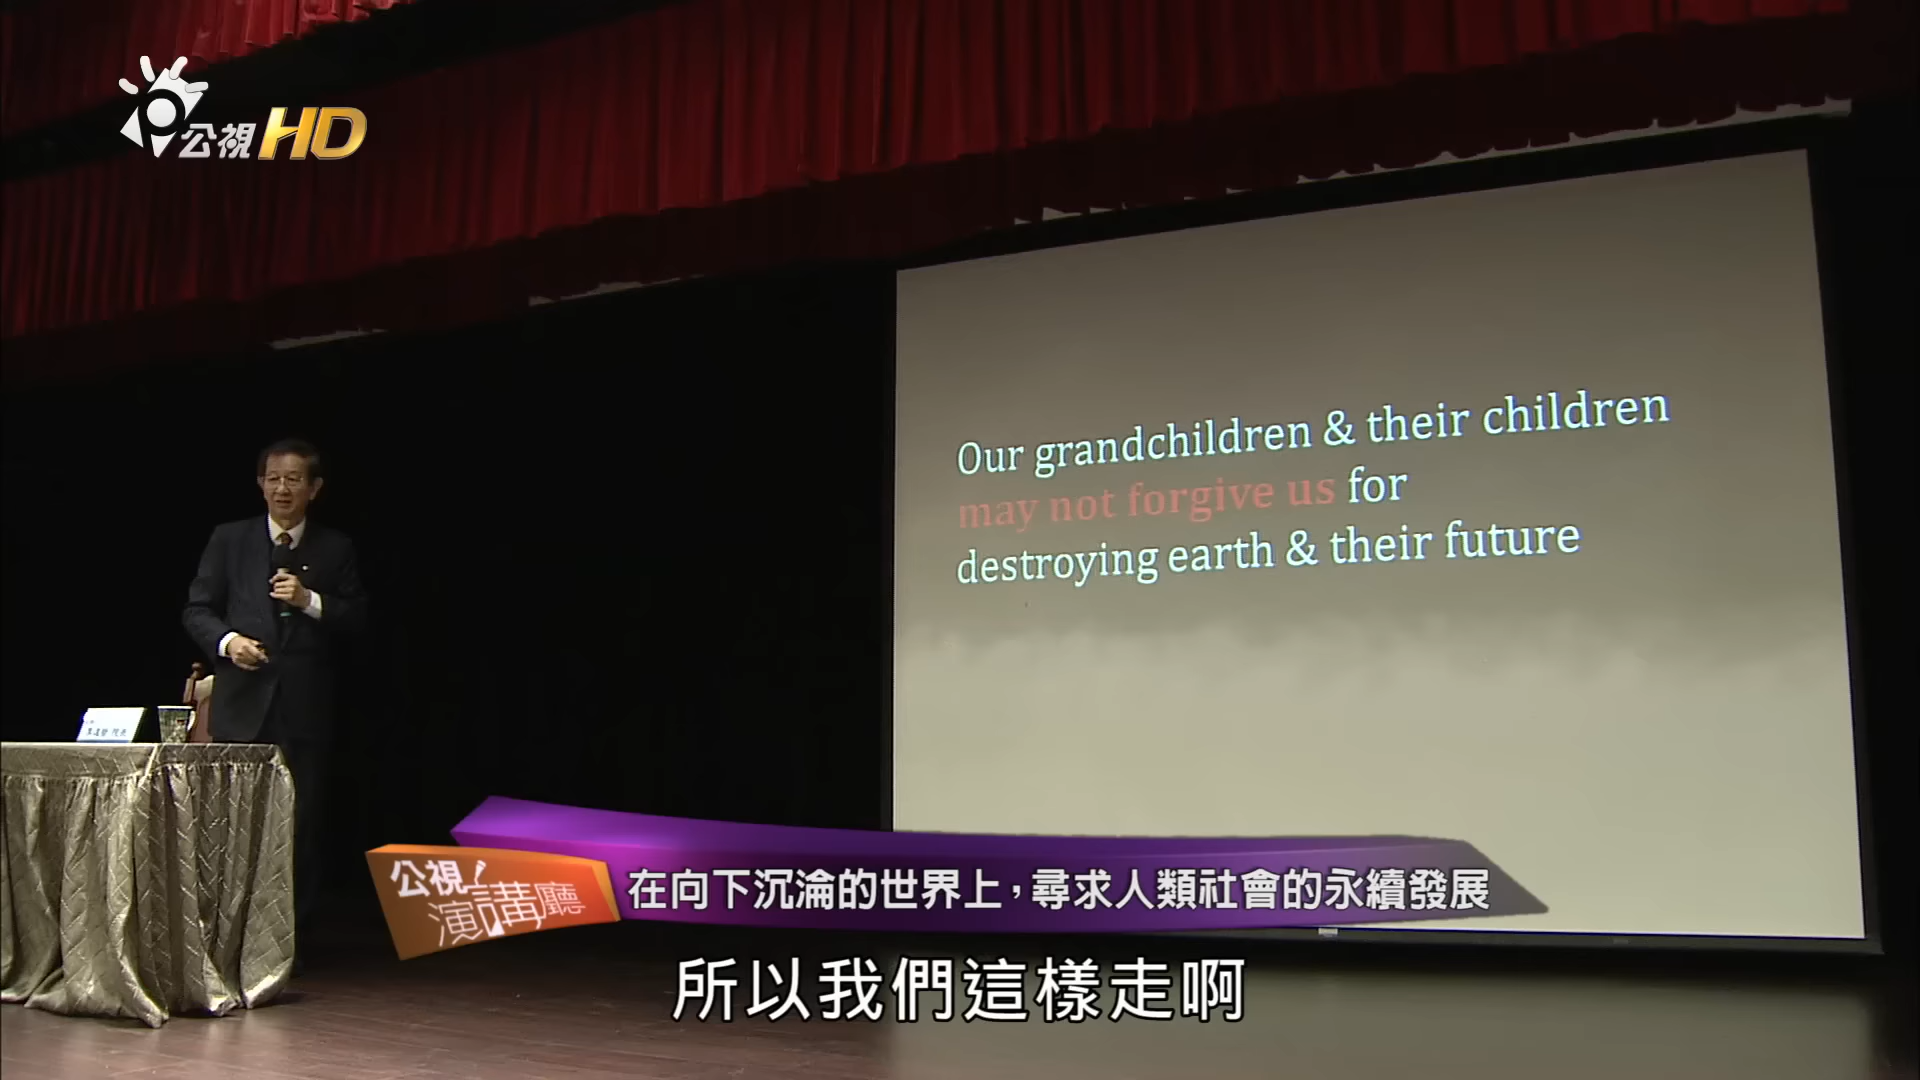 公視HD
Our grandchildren & their children
may not forgive us for
destroying earth & their future
公視
演講廳
在向下沉淪的世界上,尋求人類社會的永續發展
所以我們這樣走啊